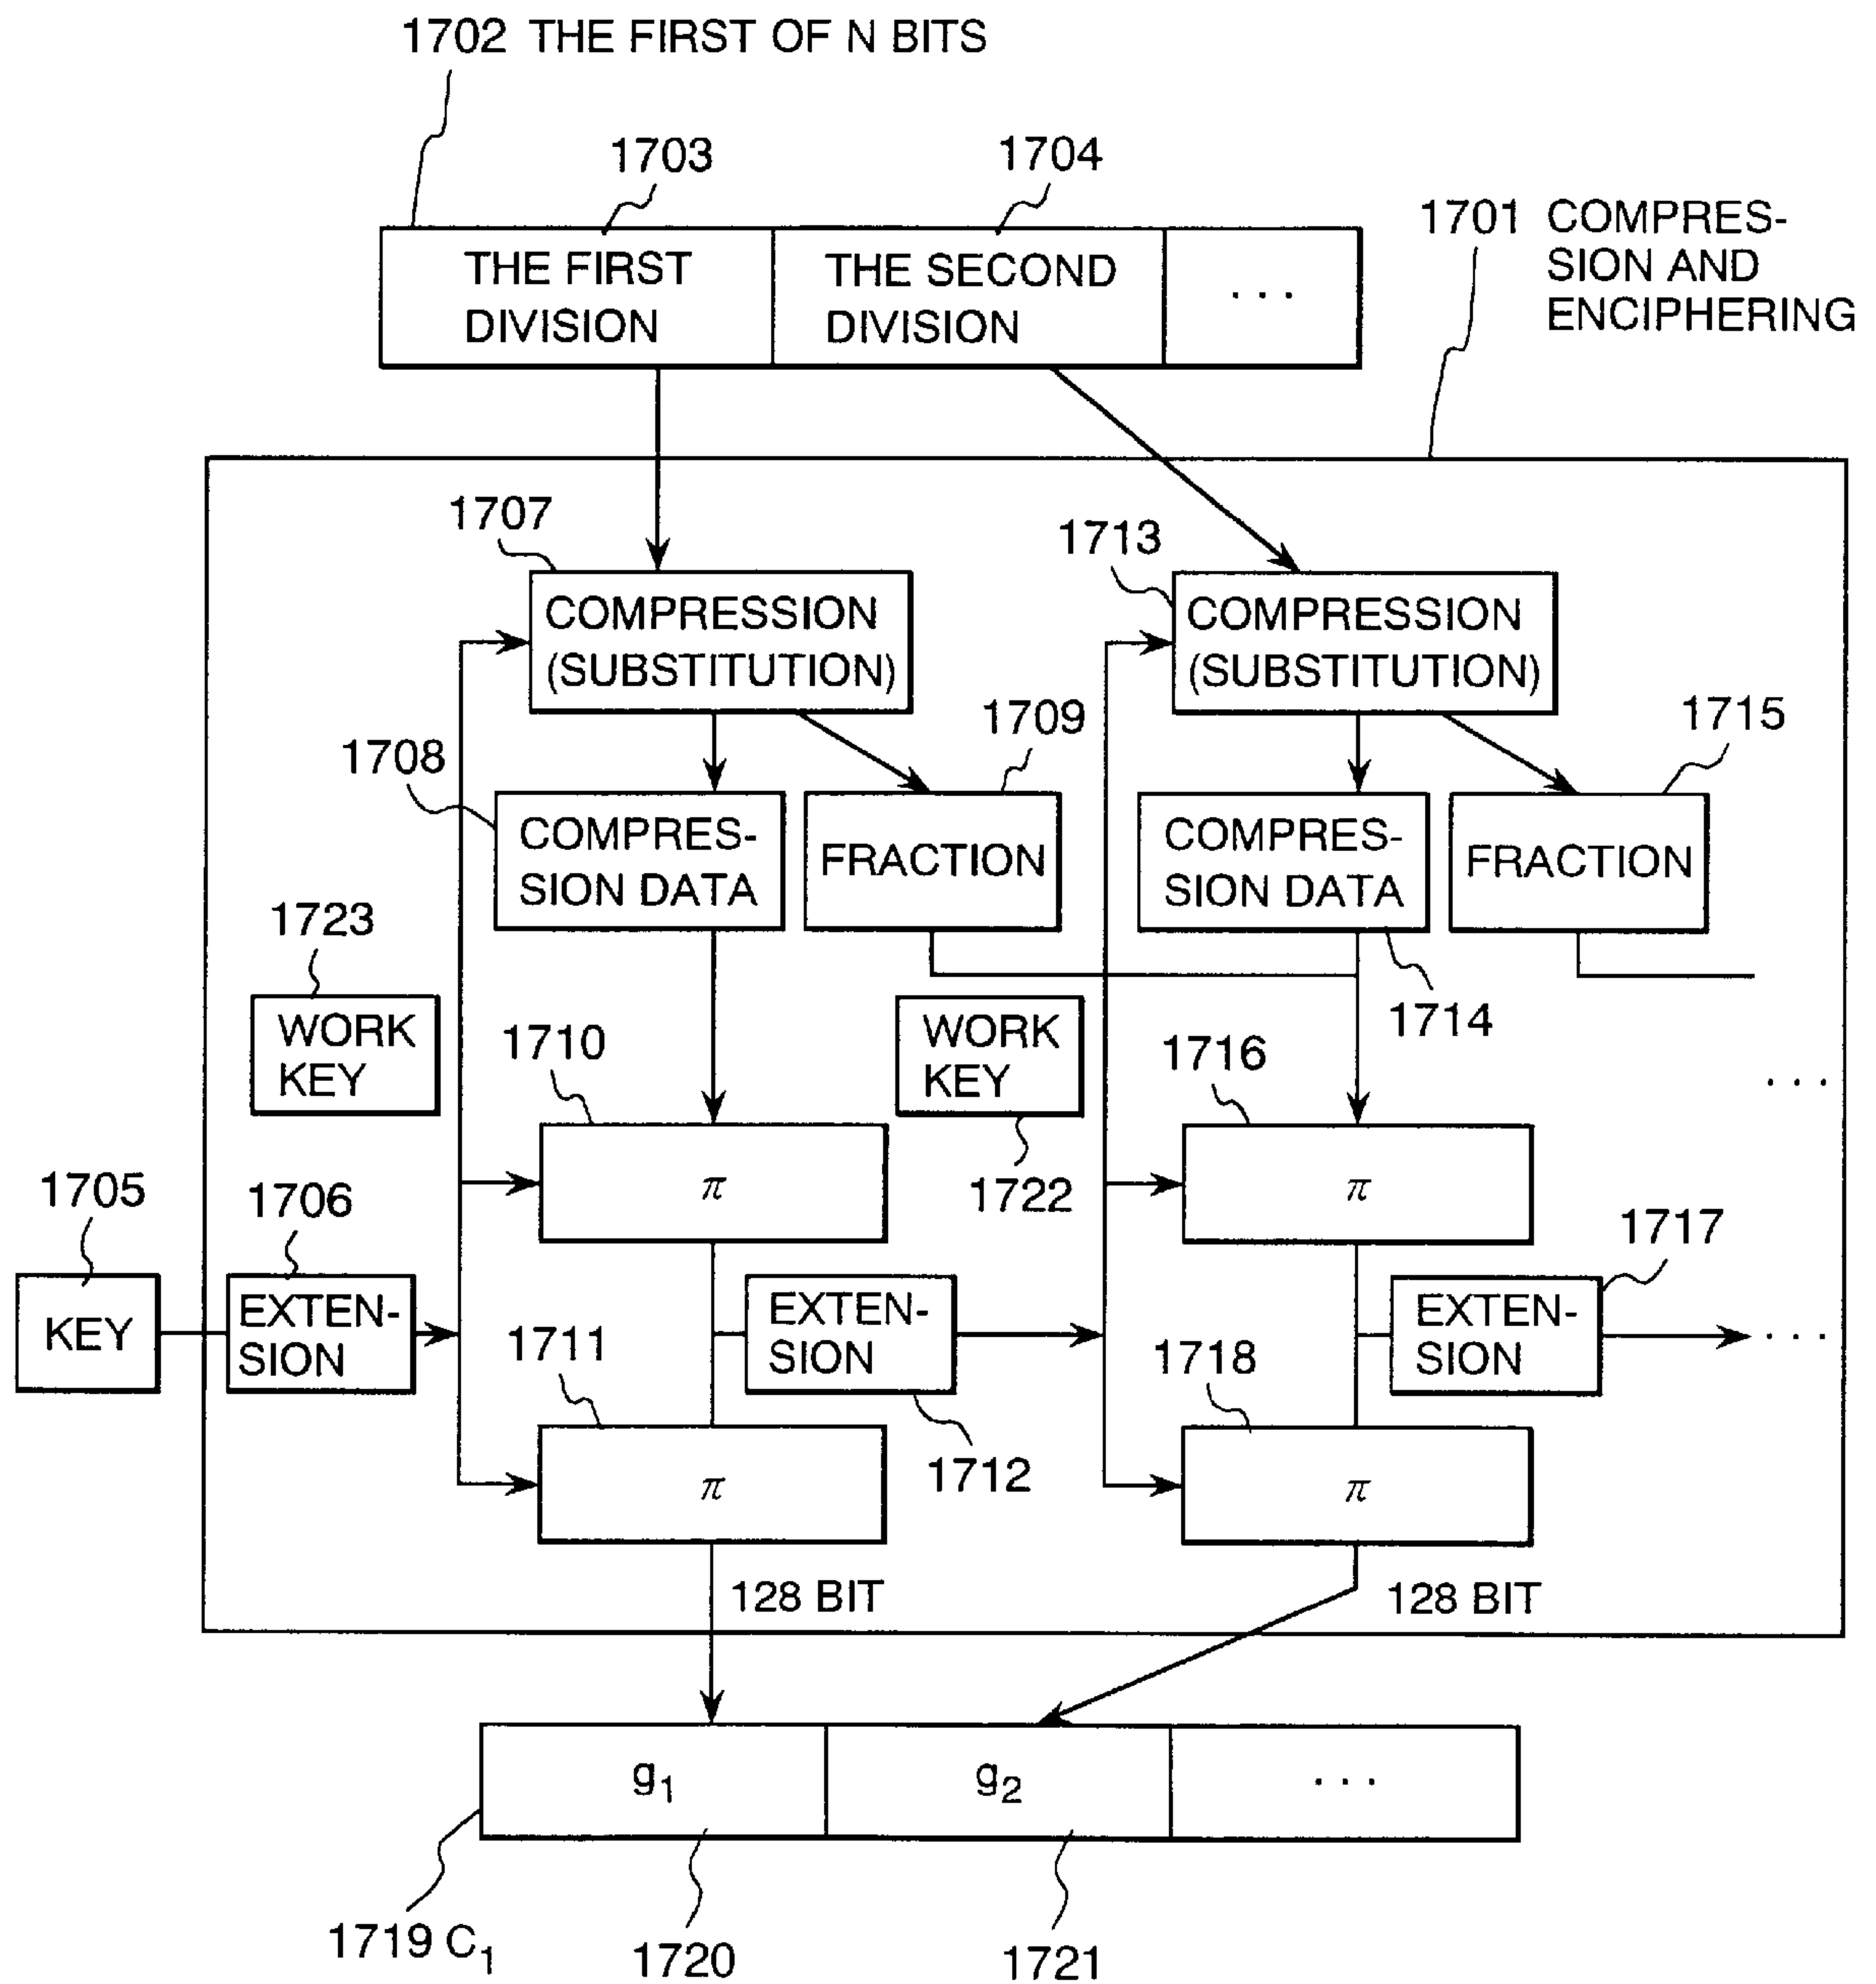 1702 THE FIRST OF N BITS
1703
1704
1701 COMPRES-
SION AND
ENCIPHERING
THE FIRST
DIVISION
THE SECOND
DIVISION
...
1707
1713
COMPRESSION
(SUBSTITUTION)
COMPRESSION
(SUBSTITUTION)
1708
1709
1715
COMPRES-
SION DATA
FRACTION
COMPRES-
SION DATA
FRACTION
1723
WORK
KEY
1710
WORK
KEY
1714
1716
...
π
1722
π
1705
1706
1717
KEY
EXTEN-
SION
1711
EXTEN-
SION
1718
EXTEN-
SION
...
π
1712
π
128 BIT
128 BIT
g1
g2
...
1719 C1
1720
1721